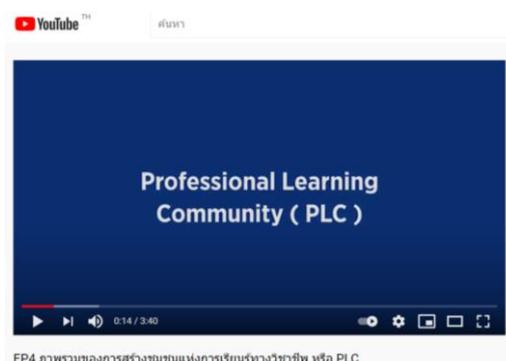 YouTube TH
ค้นหา
Professional Learning
Community ( PLC )
0:14 / 3:40
EP4 ภาพรวมของการสร้างชุมชนแห่งการเรียนรู้ทางวิชาชีพ หรือ PLC